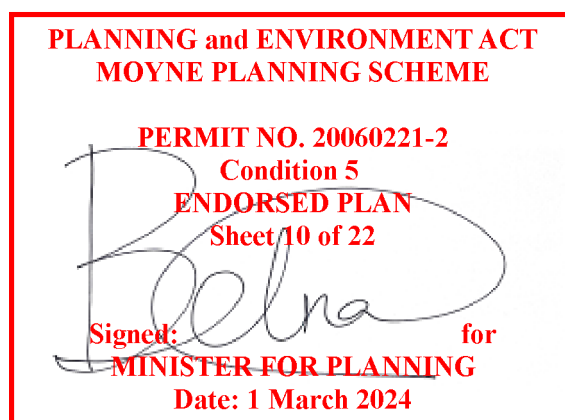 PLANNING and ENVIRONMENT ACT
MOYNE PLANNING SCHEME
PERMIT NO. 20060221-2
Condition 5
ENDORSED PLAN
Sheet 10 of 22
Signed: for
MINISTER FOR PLANNING
Date: 1 March 2024